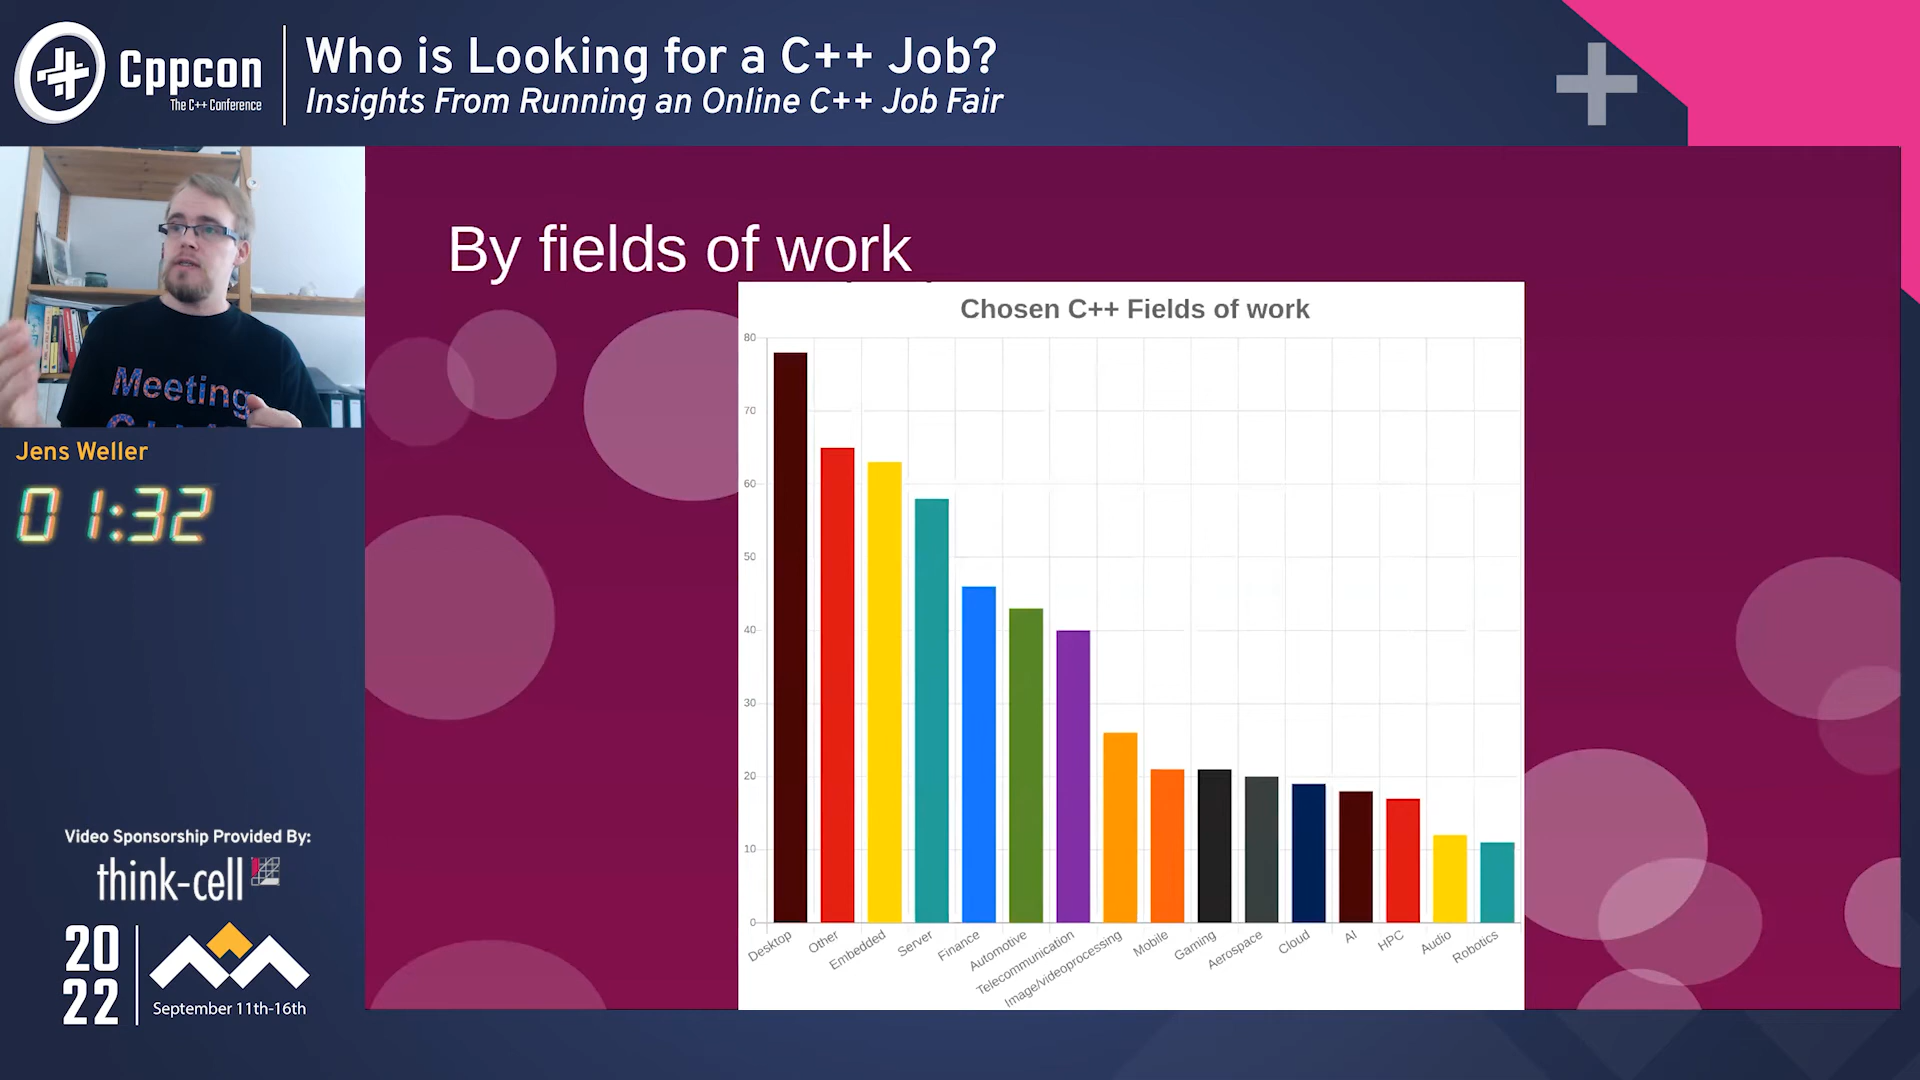 Cppcon
The C++ Conference
Who is Looking for a C++ Job?
Insights From Running an Online C++ Job Fair
Meeting
Jens Weller
01:32
Video Sponsorship Provided By:
think-cell
20
22
September 11th-16th
By fields of work
Chosen C++ Fields of work
80
70
60
50
40
30
20
10
0
Desktop
Other
Embedded
Server
Finance
Automotive
Telecommunication
Image/videoprocessing
Mobile
Gaming
Aerospace
Cloud
AI
HPC
Audio
Robotics